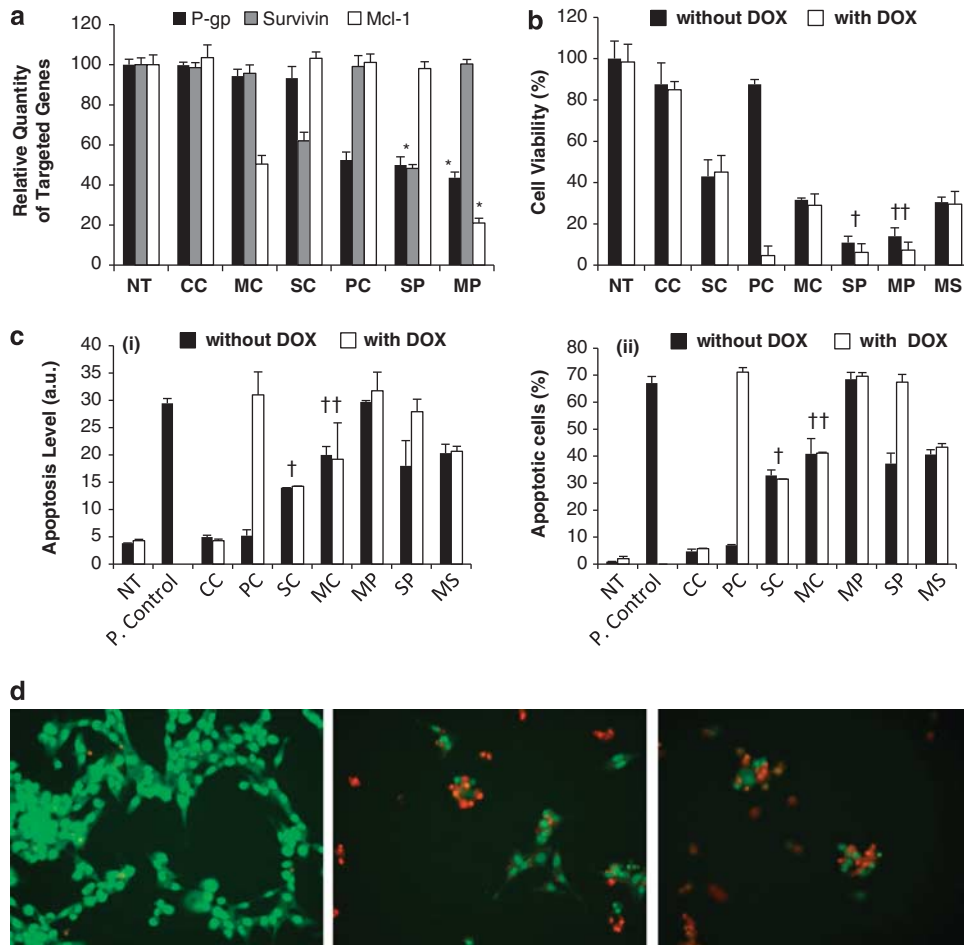 a
P-gp Survivin Mcl-1
Relative Quantity
of Targeted Genes
120
100
80
60
40
20
0
* * *
NT CC MC SC PC SP MP
b
without DOX with DOX
Cell Viability (%)
120
100
80
60
40
20
0
† ††
NT CC SC PC MC SP MP MS
c
(i) without DOX with DOX
Apoptosis Level (a.u.)
40
35
30
25
20
15
10
5
0
† ††
NT P. Control CC PC SC MC MP SP MS
(ii) without DOX with DOX
Apoptotic cells (%)
80
70
60
50
40
30
20
10
0
† ††
NT P. Control CC PC SC MC MP SP MS
d